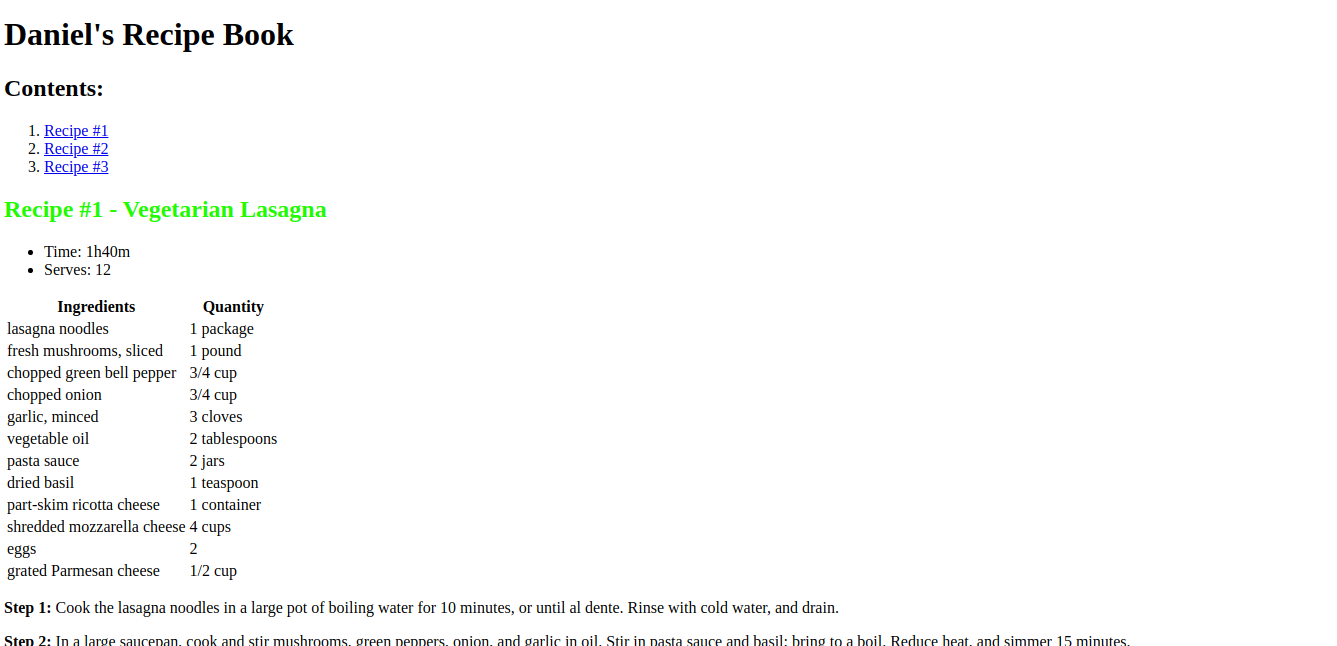 Daniel's Recipe Book
Contents:
1. Recipe #1
2. Recipe #2
3. Recipe #3
Recipe #1 - Vegetarian Lasagna
• Time: 1h40m
• Serves: 12
Ingredients Quantity
lasagna noodles 1 package
fresh mushrooms, sliced 1 pound
chopped green bell pepper 3/4 cup
chopped onion 3/4 cup
garlic, minced 3 cloves
vegetable oil 2 tablespoons
pasta sauce 2 jars
dried basil 1 teaspoon
part-skim ricotta cheese 1 container
shredded mozzarella cheese 4 cups
eggs 2
grated Parmesan cheese 1/2 cup
Step 1: Cook the lasagna noodles in a large pot of boiling water for 10 minutes, or until al dente. Rinse with cold water, and drain.
Step 2: In a large saucepan, cook and stir mushrooms, green peppers, onion, and garlic in oil. Stir in pasta sauce and basil; bring to a boil. Reduce heat, and simmer 15 minutes.